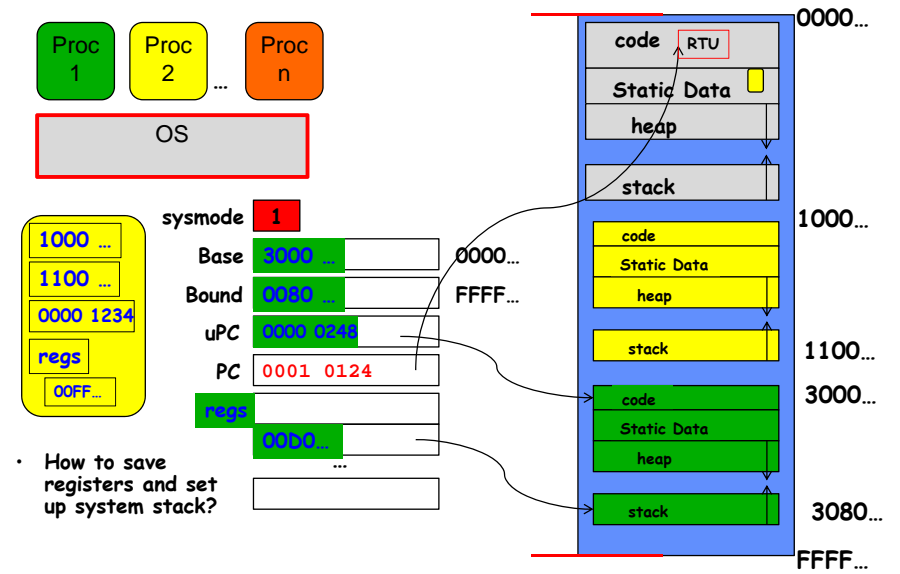 Proc
1
Proc
2
...
Proc
n
OS
sysmode 1
Base 3000 ... 0000...
Bound 0080 ... FFFF...
uPC 0000 0248
PC 0001 0124
regs
00D0...
...
1000 ...
1100 ...
0000 1234
regs
00FF...
• How to save
registers and set
up system stack?
0000...
code RTU
Static Data
heap
stack
1000...
code
Static Data
heap
stack
1100...
3000...
code
Static Data
heap
stack
3080...
FFFF...